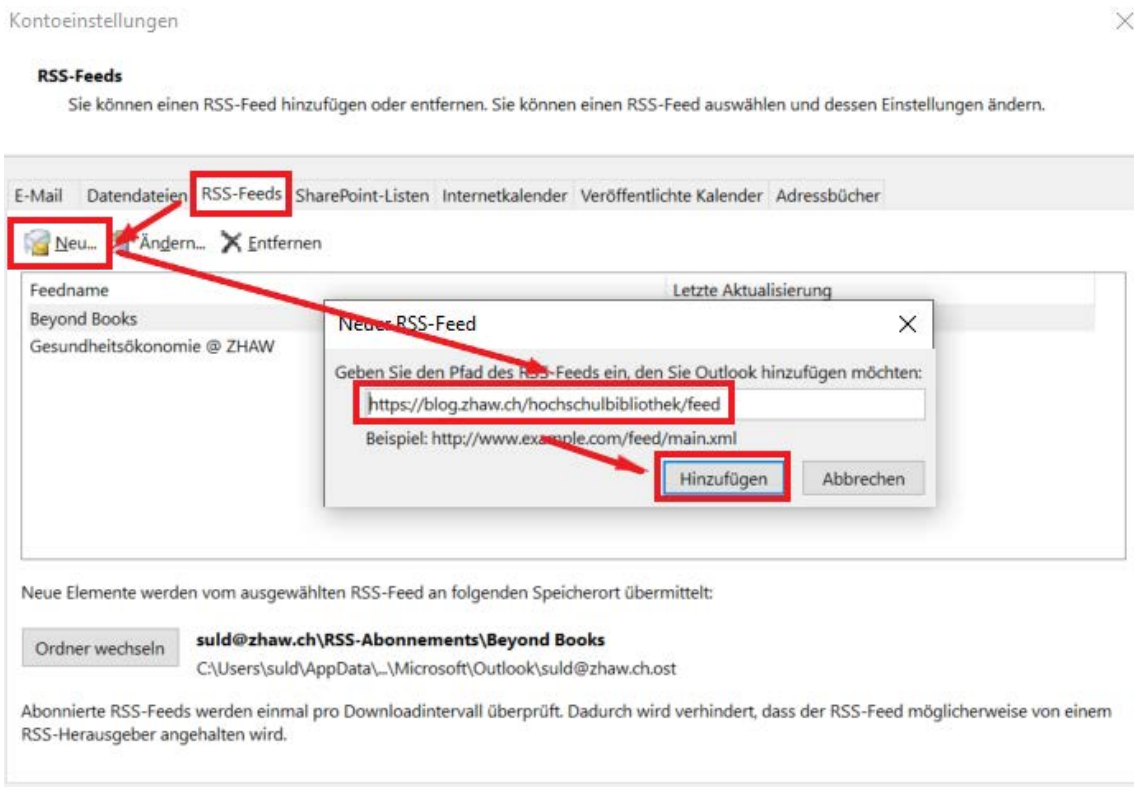 Kontoeinstellungen
RSS-Feeds
Sie können einen RSS-Feed hinzufügen oder entfernen. Sie können einen RSS-Feed auswählen und dessen Einstellungen ändern.
E-Mail Datendateien RSS-Feeds SharePoint-Listen Internetkalender Veröffentlichte Kalender Adressbücher
Neu... Ändern... Entfernen
Feedname Letzte Aktualisierung
Beyond Books
Gesundheitsökonomie @ ZHAW
Neuer RSS-Feed
Geben Sie den Pfad des RSS-Feeds ein, den Sie Outlook hinzufügen möchten:
https://blog.zhaw.ch/hochschulbibliothek/feed
Beispiel: http://www.example.com/feed/main.xml
Hinzufügen Abbrechen
Neue Elemente werden vom ausgewählten RSS-Feed an folgenden Speicherort übermittelt:
Ordner wechseln suld@zhaw.ch\RSS-Abonnements\Beyond Books
C:\Users\suld\AppData\...\Microsoft\Outlook\suld@zhaw.ch.ost
Abonnierte RSS-Feeds werden einmal pro Downloadintervall überprüft. Dadurch wird verhindert, dass der RSS-Feed möglicherweise von einem
RSS-Herausgeber angehalten wird.